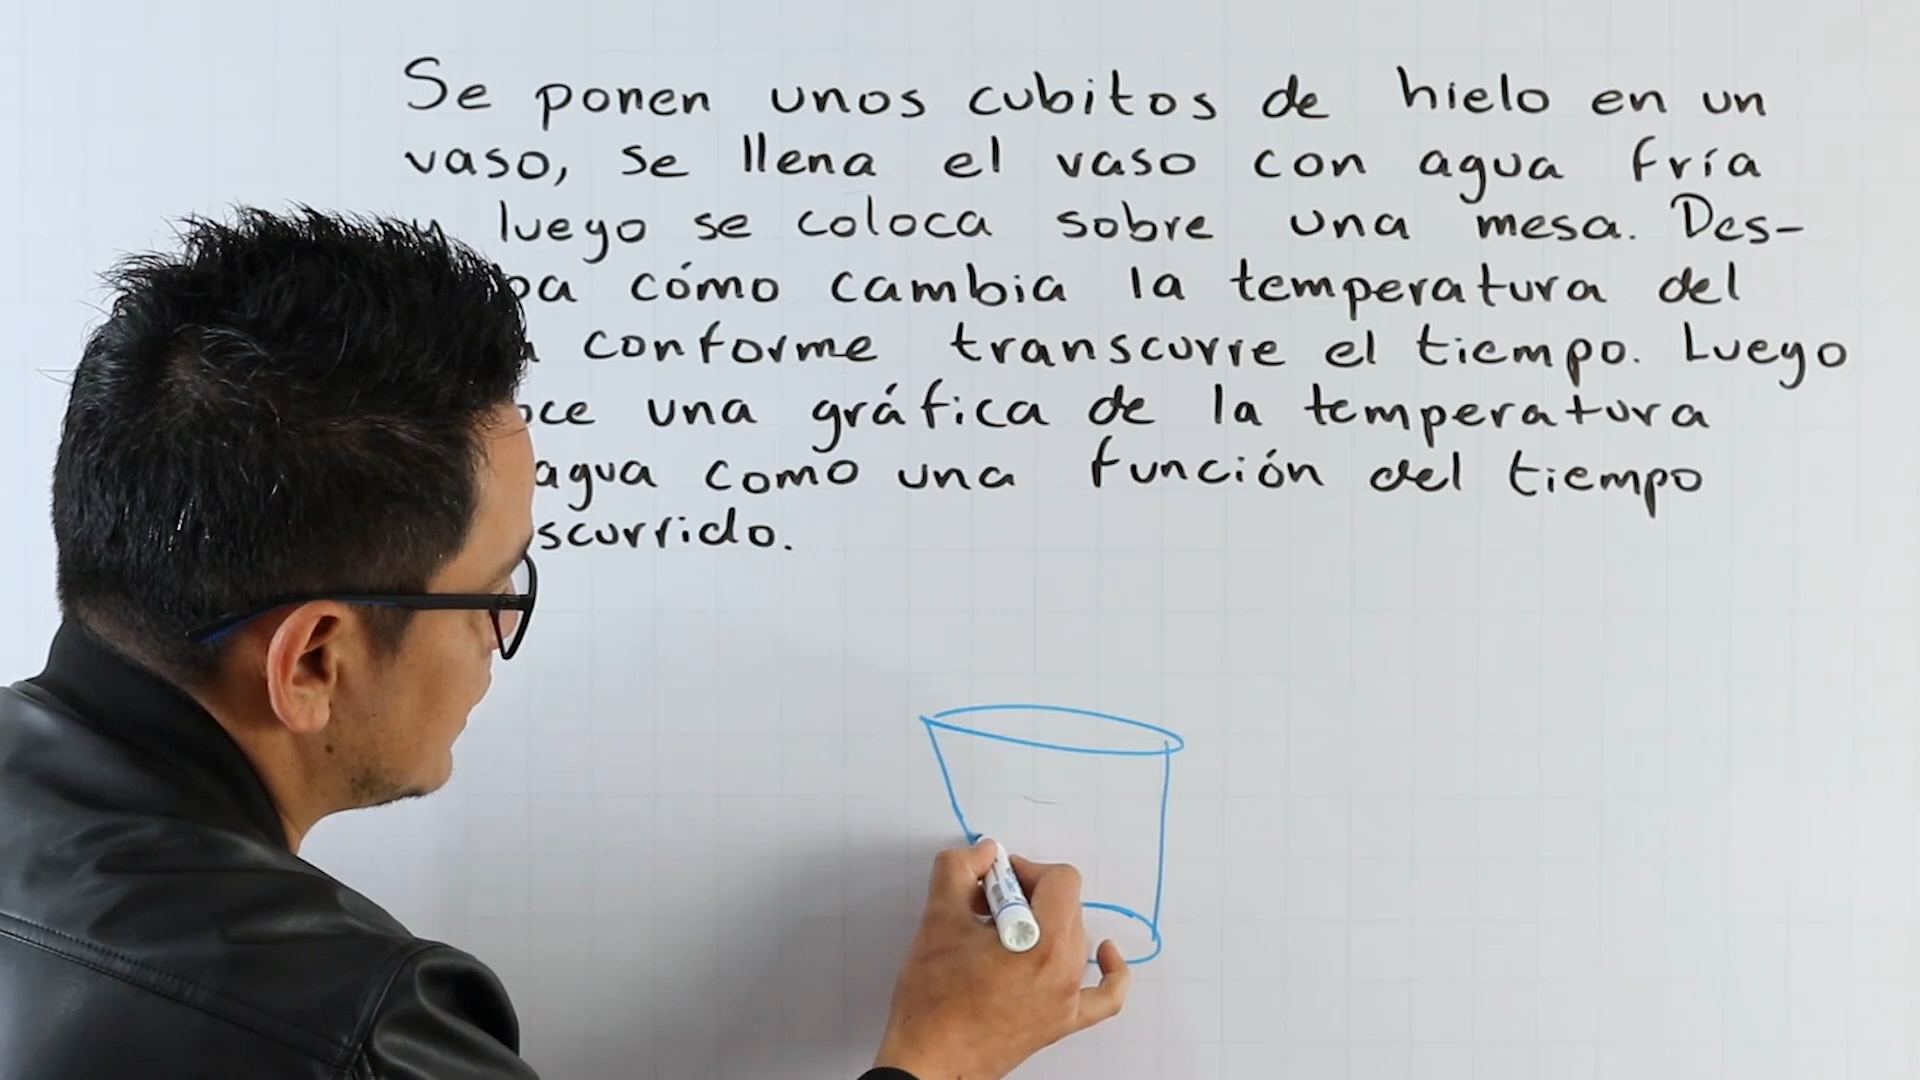 Se ponen unos cubitos de hielo en un
vaso, se llena el vaso con agua fría
y luego se coloca sobre una mesa. Des-
cómo cambia la temperatura del
conforme transcurre el tiempo. Luego
una gráfica de la temperatura
agua como una función del tiempo
scurrido.